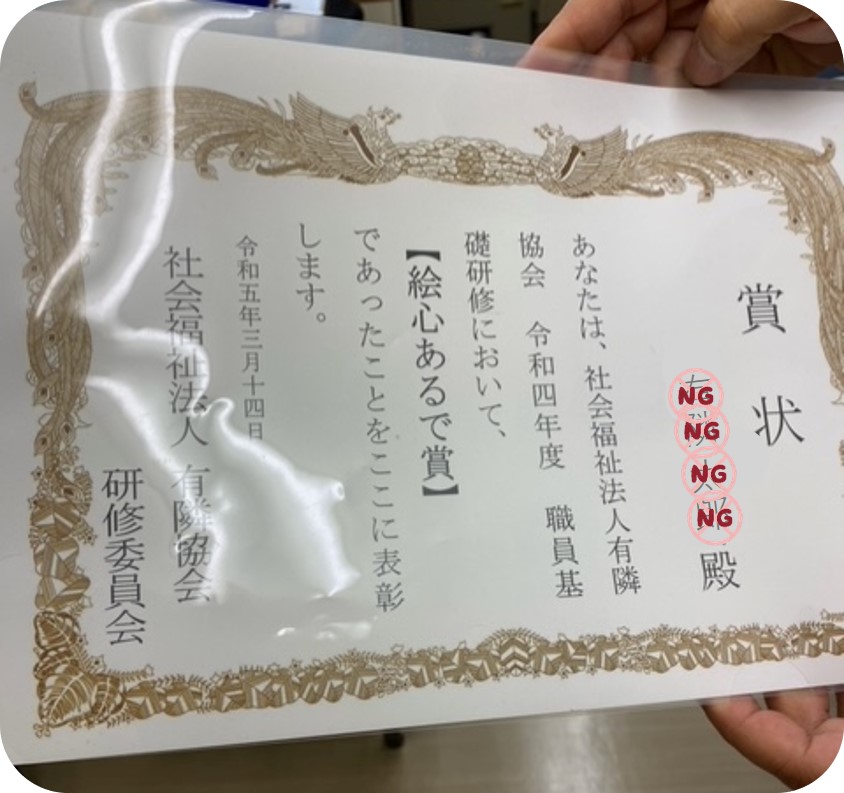 賞状
NG
NG
NG
NG
殿
あなたは、社会福祉法人有隣
協会 令和四年度 職員基
礎研修において、
【絵心あるで賞】
であったことをここに表彰
します。
令和五年三月十四日
社会福祉法人 有隣協会
研修委員会